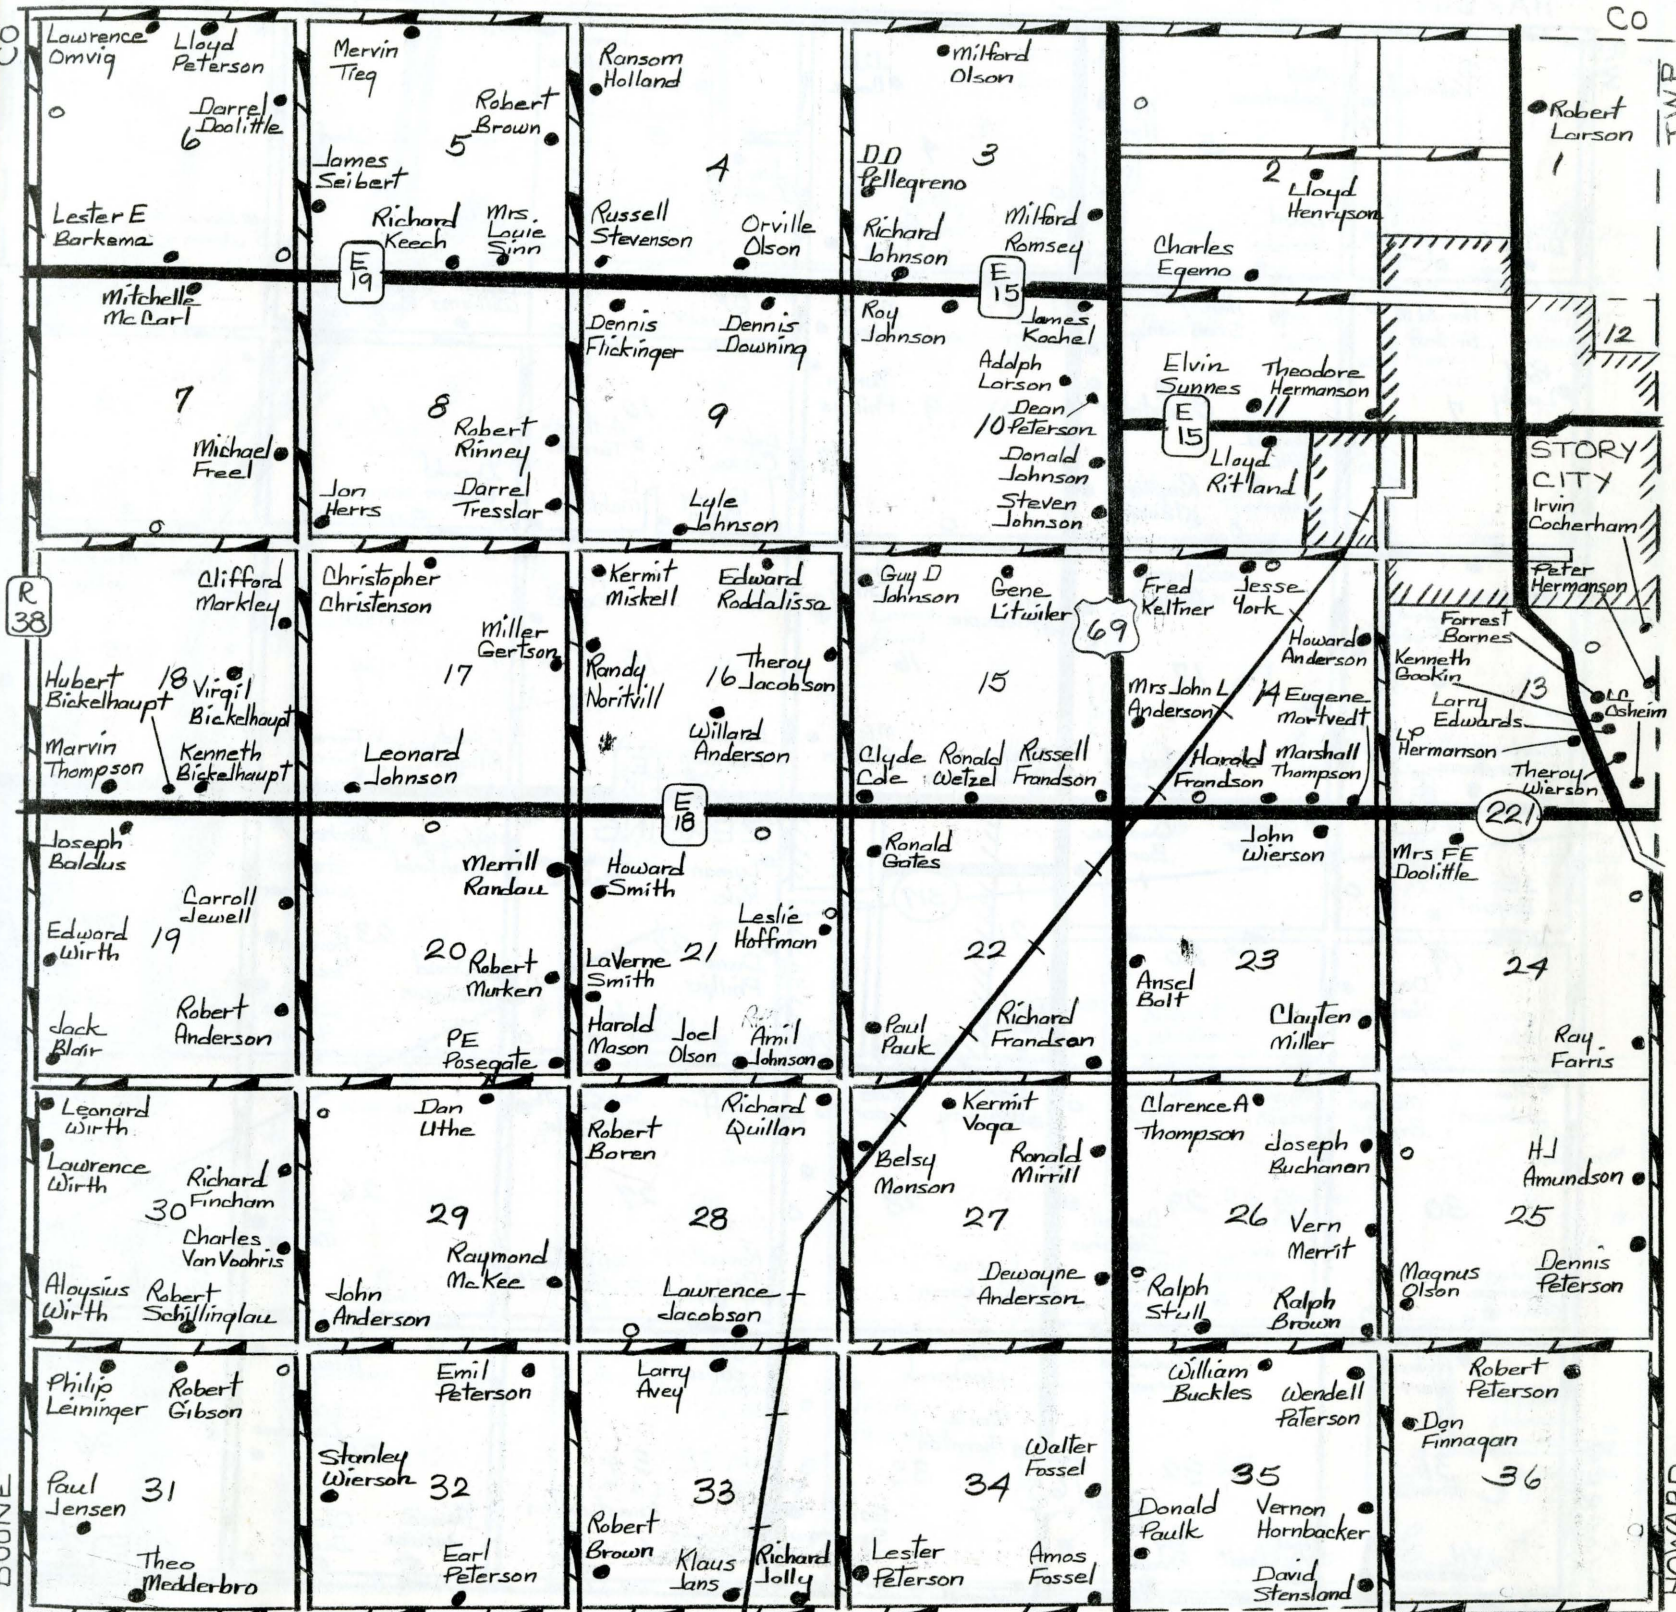 CO
CO
TWP
Lawrence
Omvig
Lloyd
Peterson
Darrel
Doolittle
6
Lester E
Barkema
Mervin
Tieg
Robert
Brown
5
James
Seibert
Richard
Keech
Mrs.
Louie
Sinn
E
19
Ransom
Holland
4
Russell
Stevenson
Orville
Olson
Milford
Olson
3
DD
Pellegreno
Richard
Johnson
Milford
Romsey
E
15
2
Lloyd
Henryson
Charles
Egemo
Robert
Larson
1
Mitchelle
McCarl
7
Michael
Freel
8
Robert
Rinney
Jon
Herrs
Darrel
Tresslar
Dennis
Flickinger
Dennis
Downing
9
Lyle
Johnson
Roy
Johnson
James
Kochel
Adolph
Larson
Dean
Peterson
10
Donald
Johnson
Steven
Johnson
Elvin
Sunnes
Theodore
Hermanson
11
E
15
Lloyd
Ritland
12
STORY
CITY
Irvin
Cocherham
R
38
Clifford
Markley
Hubert
Bickelhaupt
18
Virgil
Bickelhaupt
Marvin
Thompson
Kenneth
Bickelhaupt
Christopher
Christenson
Miller
Gertson
17
Leonard
Johnson
Kermit
Miskell
Edward
Roddalissa
Randy
Noritvill
16
Theroy
Jacobson
Willard
Anderson
E
18
Guy D
Johnson
Gene
Litwiler
15
Clyde
Cole
Ronald
Wetzel
Russell
Frandson
69
Fred
Keltner
Jesse
York
Howard
Anderson
Mrs John L
Anderson
14
Eugene
Mortvedt
Harald
Frandson
Marshall
Thompson
Peter
Hermanson
Forrest
Barnes
Kenneth
Bookin
13
Larry
Edwards
LC
Osheim
LP
Hermanson
Theroy
Wierson
221
Joseph
Baldus
Carroll
Jewell
Edward
Wirth
19
Jack
Blair
Robert
Anderson
Merrill
Randau
20
Robert
Murken
PE
Posegate
Howard
Smith
Leslie
Hoffman
LaVerne
Smith
21
Harold
Mason
Joel
Olson
Amil
Johnson
Ronald
Gates
22
Paul
Pauk
Richard
Frandson
John
Wierson
Ansel
Bolt
23
Clayten
Miller
Mrs FE
Doolittle
24
Ray
Farris
Leonard
Wirth
Lawrence
Wirth
Richard
Fincham
30
Charles
VanVoohris
Aloysius
Wirth
Robert
Schillinglau
Dan
Uthe
29
Raymond
McKee
John
Anderson
Robert
Boren
Richard
Quillan
28
Lawrence
Jacobson
Kermit
Voga
Belsy
Monson
Ronald
Mirrill
27
Dewayne
Anderson
Clarence A
Thompson
Joseph
Buchanan
26
Vern
Merrit
Ralph
Stull
Ralph
Brown
HJ
Amundson
25
Magnus
Olson
Dennis
Peterson
Philip
Leininger
Robert
Gibson
Paul
Jensen
31
Theo
Medderbro
Emil
Peterson
Stanley
Wierson
32
Earl
Peterson
Larry
Avey
33
Robert
Brown
Klaus
Jans
Richard
Jolly
Walter
Fossel
34
Lester
Peterson
Amos
Fossel
William
Buckles
Wendell
Paterson
35
Donald
Paulk
Vernon
Hornbacker
David
Stensland
Robert
Peterson
Don
Finnagan
36
BOONE
HOWARD